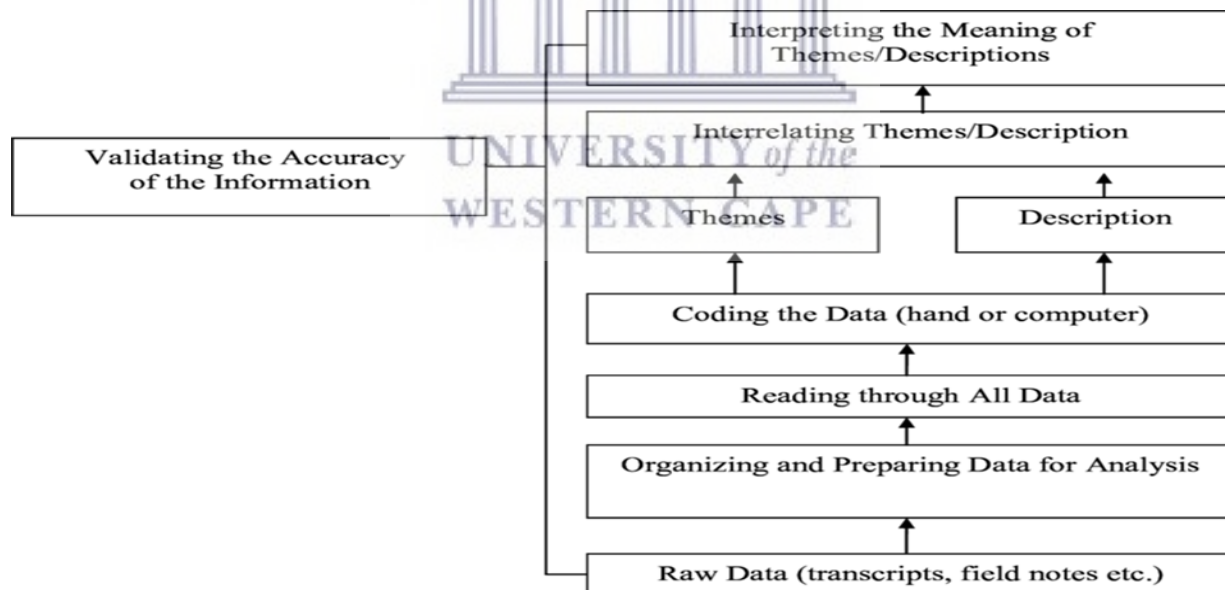 Interpreting the Meaning of
Themes/Descriptions
Interrelating Themes/Description
Validating the Accuracy
of the Information
UNIVERSITY of the
WESTERN CAPE
Themes
Description
Coding the Data (hand or computer)
Reading through All Data
Organizing and Preparing Data for Analysis
Raw Data (transcripts, field notes etc.)